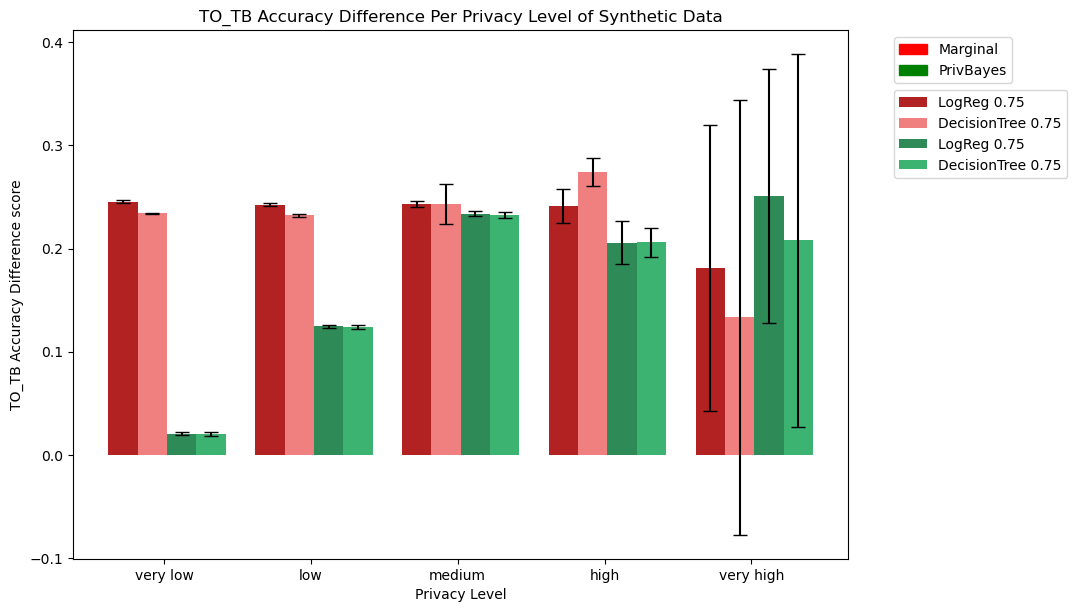 TO_TB Accuracy Difference Per Privacy Level of Synthetic Data
TO_TB Accuracy Difference score
0.4
0.3
0.2
0.1
0.0
−0.1
very low
low
medium
high
very high
Privacy Level
Marginal
PrivBayes
LogReg 0.75
DecisionTree 0.75
LogReg 0.75
DecisionTree 0.75